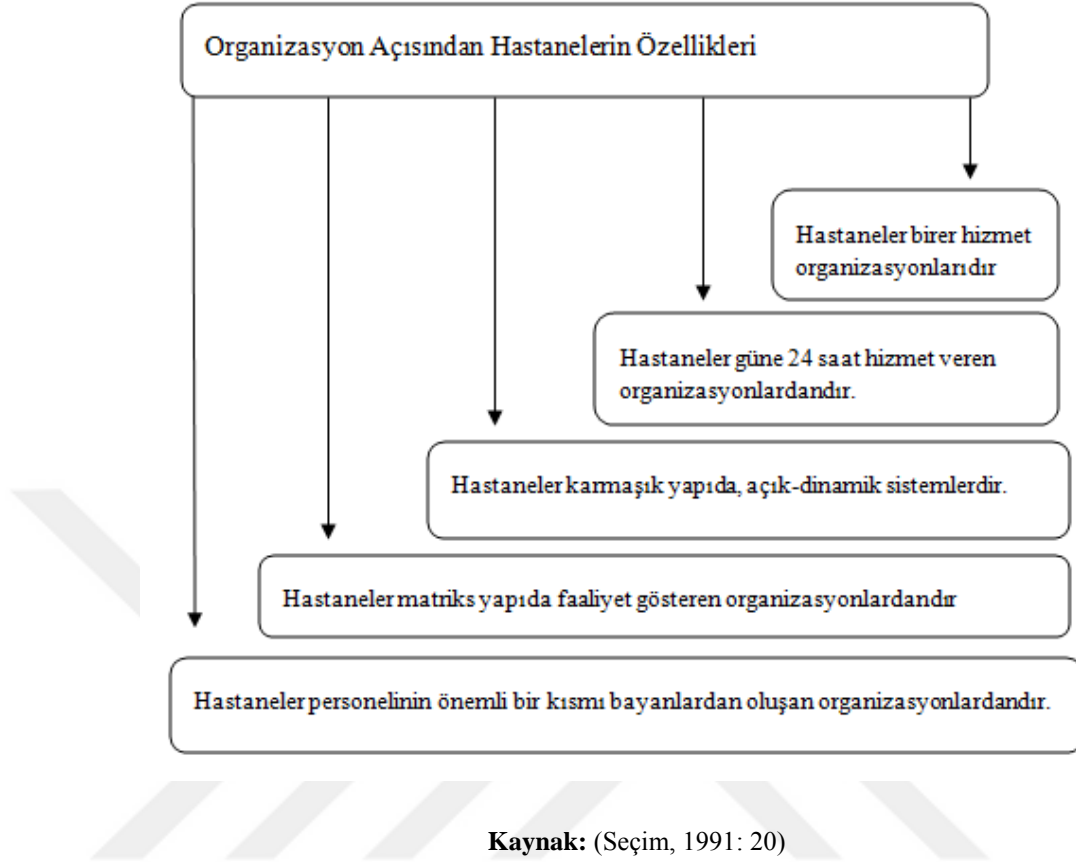 Organizasyon Açısından Hastanelerin Özellikleri
Hastaneler birer hizmet
organizasyonlarıdır
Hastaneler güne 24 saat hizmet veren
organizasyonlardandır.
Hastaneler karmaşık yapıda, açık-dinamik sistemlerdir.
Hastaneler matriks yapıda faaliyet gösteren organizasyonlardandır
Hastaneler personelinin önemli bir kısmı bayanlardan oluşan organizasyonlardandır.
Kaynak: (Seçim, 1991: 20)